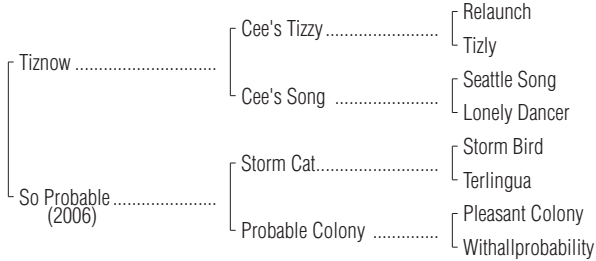 Relaunch
Cee's Tizzy ........................
Tizly
Tiznow ..............................
Seattle Song
Cee's Song ......................
Lonely Dancer
Storm Bird
Storm Cat..........................
Terlingua
So Probable......................
(2006)
Pleasant Colony
Probable Colony ..............
Withallprobability